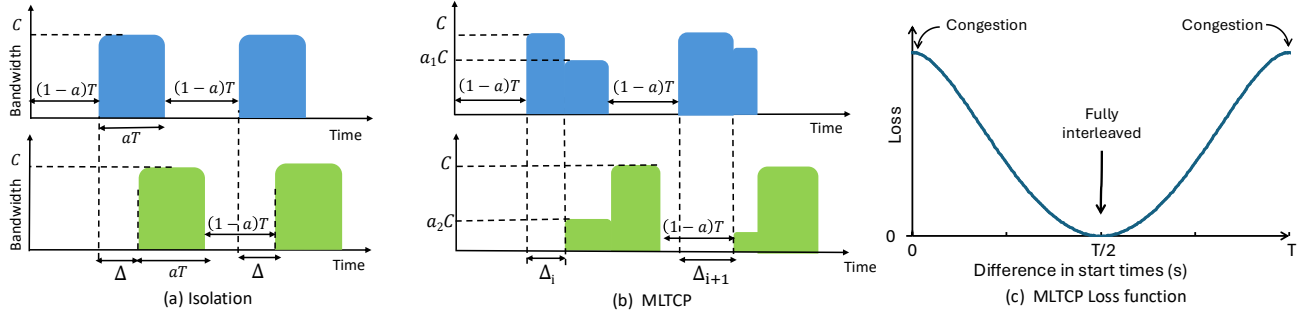 C
Bandwidth
(1 − a)T
(1 − a)T
aT
Time
C
Bandwidth
(1 − a)T
Time
Δ
aT
Δ
(a) Isolation
C
a₁C
(1 − a)T
(1 − a)T
Time
C
a₂C
(1 − a)T
Time
Δᵢ
Δᵢ₊₁
(b) MLTCP
Congestion
Congestion
Loss
Fully
interleaved
0
0
T/2
T
Difference in start times (s)
(c) MLTCP Loss function